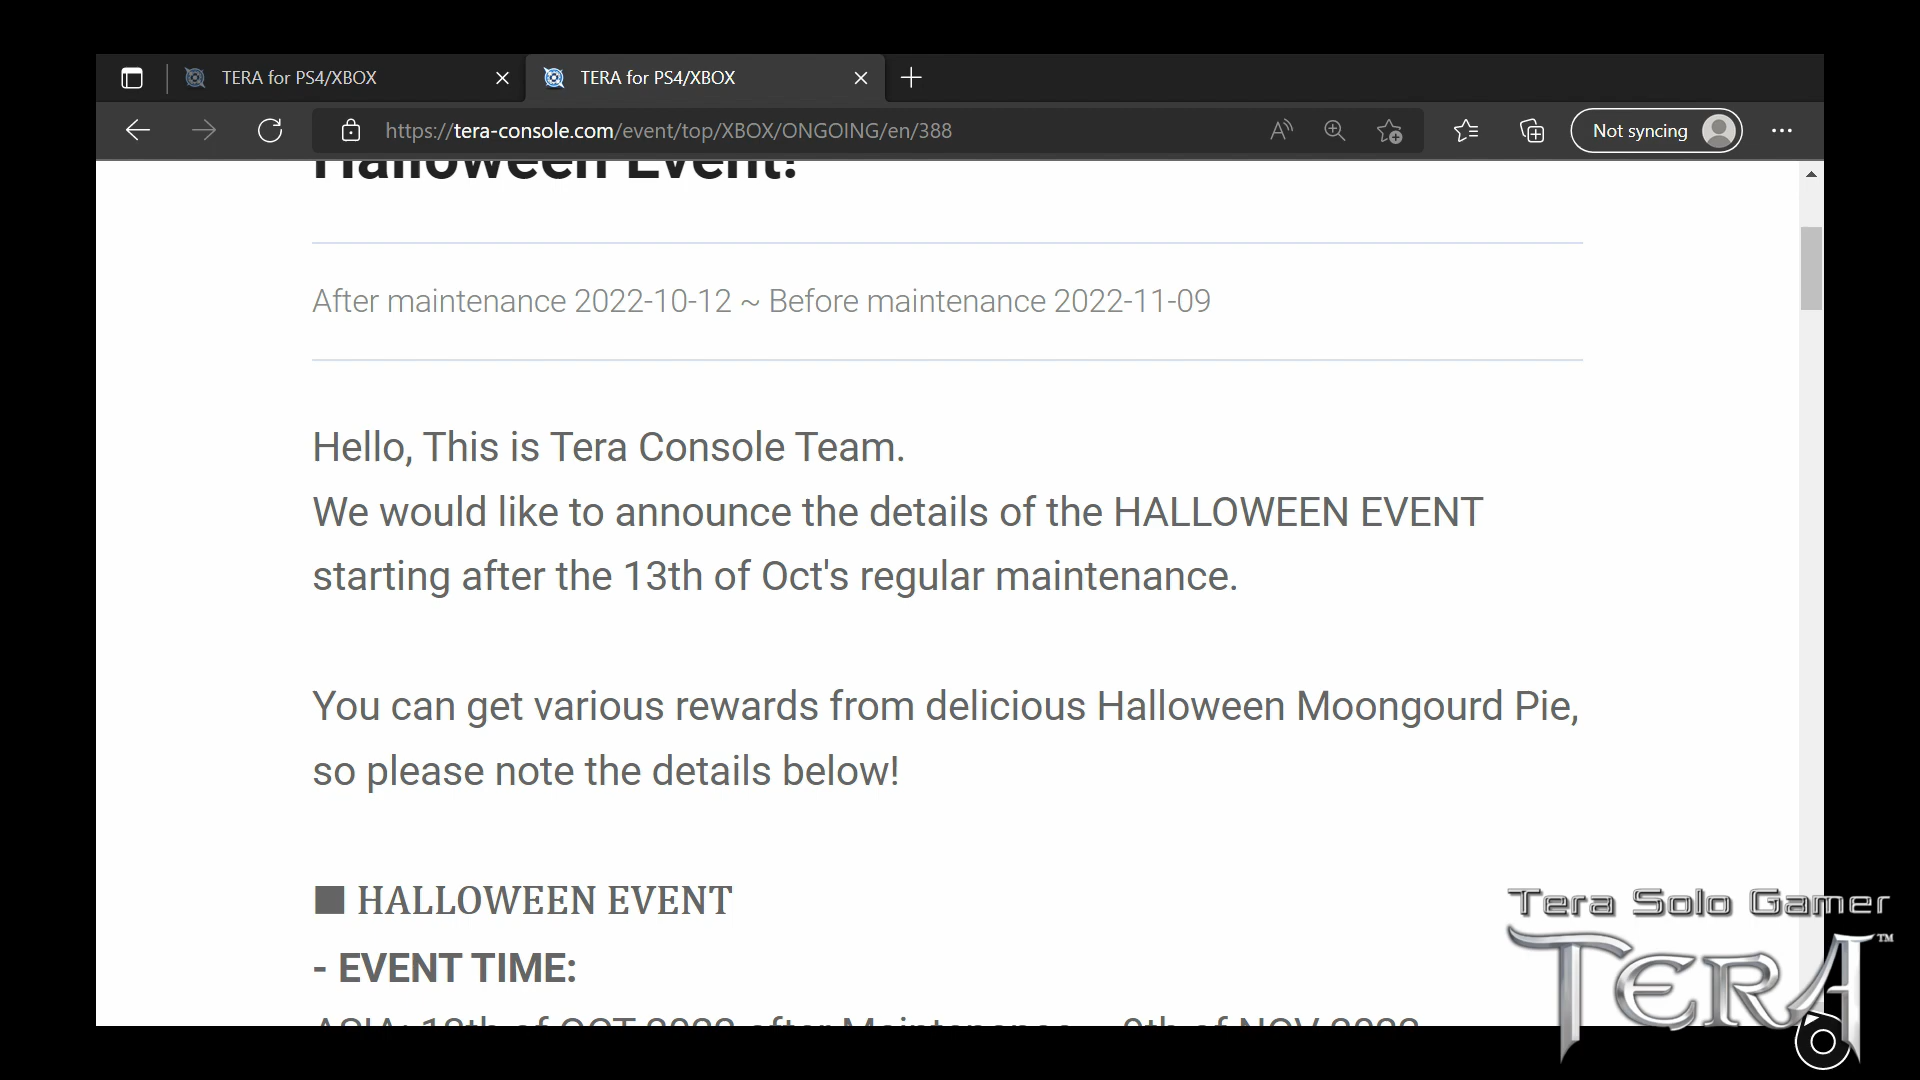 TERA for PS4/XBOX
TERA for PS4/XBOX
https://tera-console.com/event/top/XBOX/ONGOING/en/388
Not syncing
Halloween Event!
After maintenance 2022-10-12 ~ Before maintenance 2022-11-09
Hello, This is Tera Console Team.
We would like to announce the details of the HALLOWEEN EVENT
starting after the 13th of Oct's regular maintenance.
You can get various rewards from delicious Halloween Moongourd Pie,
so please note the details below!
■ HALLOWEEN EVENT
- EVENT TIME:
Tera Solo Gamer
TERA™